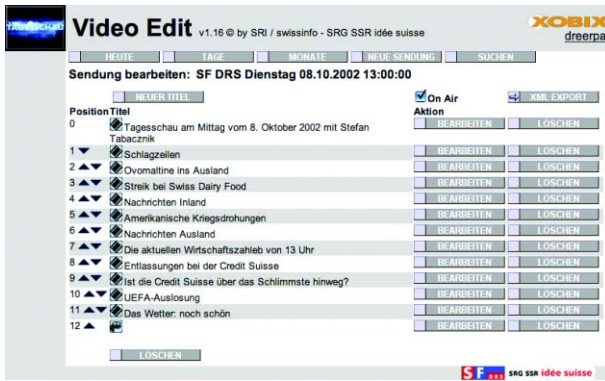 TAGESSCHAU
Video Edit v1.16 © by SRI / swissinfo - SRG SSR idée suisse
XOBIX
dreerpa
HEUTE TAGE MONATE NEUE SENDUNG SUCHEN
Sendung bearbeiten: SF DRS Dienstag 08.10.2002 13:00:00
NEUER TITEL On Air XML EXPORT
Position Titel Aktion
0 Tagesschau am Mittag vom 8. Oktober 2002 mit Stefan BEARBEITEN LÖSCHEN
Tabacznik
1 Schlagzeilen BEARBEITEN LÖSCHEN
2 Ovomaltine ins Ausland BEARBEITEN LÖSCHEN
3 Streik bei Swiss Dairy Food BEARBEITEN LÖSCHEN
4 Nachrichten Inland BEARBEITEN LÖSCHEN
5 Amerikanische Kriegsdrohungen BEARBEITEN LÖSCHEN
6 Nachrichten Ausland BEARBEITEN LÖSCHEN
7 Die aktuellen Wirtschaftszahleb von 13 Uhr BEARBEITEN LÖSCHEN
8 Entlassungen bei der Credit Suisse BEARBEITEN LÖSCHEN
9 Ist die Credit Suisse über das Schlimmste hinweg? BEARBEITEN LÖSCHEN
10 UEFA-Auslosung BEARBEITEN LÖSCHEN
11 Das Wetter: noch schön BEARBEITEN LÖSCHEN
12 BEARBEITEN LÖSCHEN
LÖSCHEN
SF DRS SRG SSR idée suisse